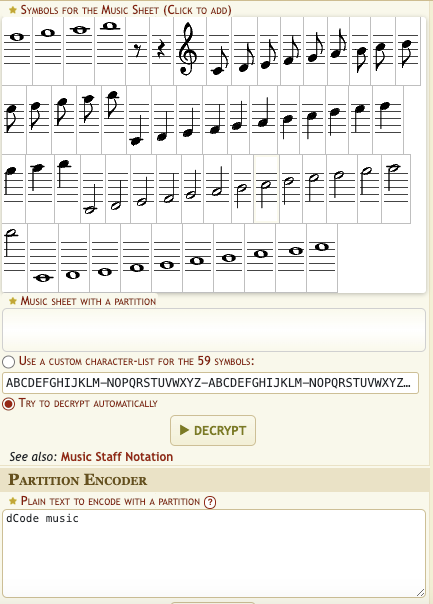 ★ Symbols for the Music Sheet (Click to add)
★ Music sheet with a partition
Use a custom character-list for the 59 symbols:
ABCDEFGHIJKLM–NOPQRSTUVWXYZ–ABCDEFGHIJKLM–NOPQRSTUVWXYZ…
Try to decrypt automatically
▶ DECRYPT
See also: Music Staff Notation
Partition Encoder
★ Plain text to encode with a partition ?
dCode music